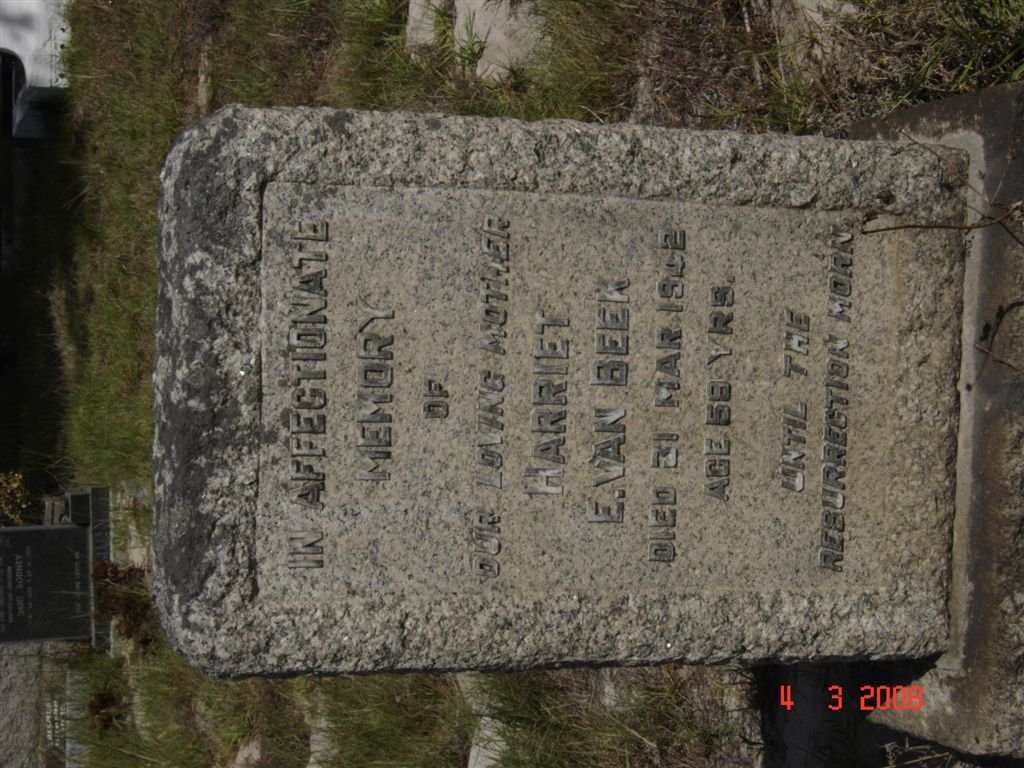 IN AFFECTIONATE
MEMORY
OF
OUR LOVING MOTHER
HARRIET
E. VAN BEEK
DIED 31 MAR 1942
AGE 59 YRS.
UNTIL THE
RESURRECTION MORN
4 3 2008